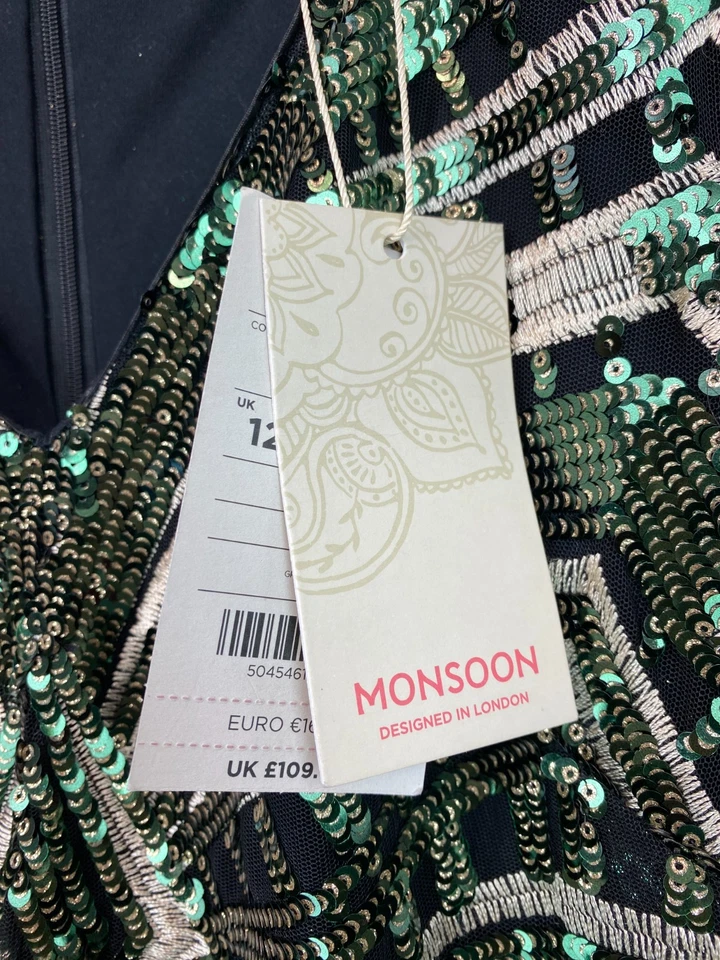 UK
12
5045461
EURO €16
UK £109.
MONSOON
DESIGNED IN LONDON